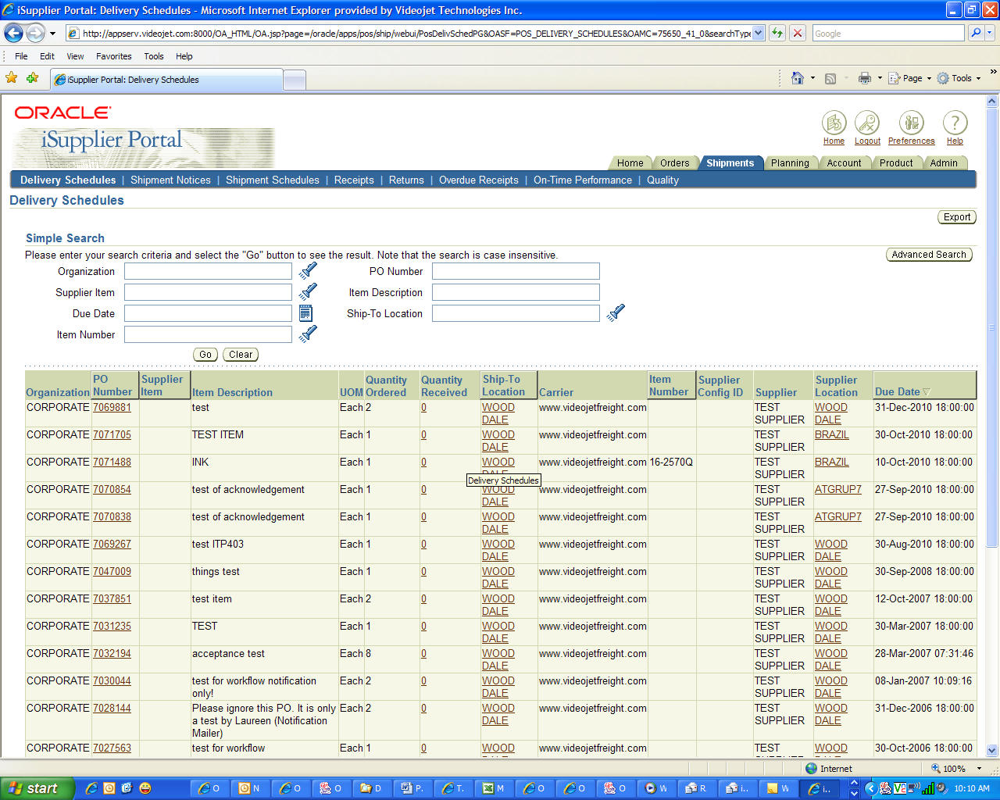 iSupplier Portal: Delivery Schedules - Microsoft Internet Explorer provided by Videojet Technologies Inc.
http://appserv.videojet.com:8000/OA_HTML/OA.jsp?page=/oracle/apps/pos/ship/webui/PosDelivSchedPG&OASF=POS_DELIVERY_SCHEDULES&OAMC=75650_41_0&searchType
Google
File Edit View Favorites Tools Help
iSupplier Portal: Delivery Schedules
Page Tools
ORACLE
iSupplier Portal
Home Logout Preferences Help
Home Orders Shipments Planning Account Product Admin
Delivery Schedules | Shipment Notices | Shipment Schedules | Receipts | Returns | Overdue Receipts | On-Time Performance | Quality
Delivery Schedules
Export
Simple Search
Please enter your search criteria and select the "Go" button to see the result. Note that the search is case insensitive.
Advanced Search
Organization PO Number
Supplier Item Item Description
Due Date Ship-To Location
Item Number
Go Clear
PO Supplier Quantity Quantity Ship-To Item Supplier Supplier
Organization Number Item Item Description UOM Ordered Received Location Carrier Number Config ID Supplier Location Due Date
CORPORATE 7069881 test Each 2 0 WOOD www.videojetfreight.com TEST WOOD 31-Dec-2010 18:00:00
DALE SUPPLIER DALE
CORPORATE 7071705 TEST ITEM Each 1 0 WOOD www.videojetfreight.com TEST BRAZIL 30-Oct-2010 18:00:00
DALE SUPPLIER
CORPORATE 7071488 INK Each 1 0 WOOD www.videojetfreight.com 16-2570Q TEST BRAZIL 10-Oct-2010 18:00:00
DALE SUPPLIER
Delivery Schedules
CORPORATE 7070854 test of acknowledgement Each 1 0 WOOD www.videojetfreight.com TEST ATGRUP7 27-Sep-2010 18:00:00
DALE SUPPLIER
CORPORATE 7070838 test of acknowledgement Each 1 0 WOOD www.videojetfreight.com TEST ATGRUP7 27-Sep-2010 18:00:00
DALE SUPPLIER
CORPORATE 7069267 test ITP403 Each 1 0 WOOD www.videojetfreight.com TEST WOOD 30-Aug-2010 18:00:00
DALE SUPPLIER DALE
CORPORATE 7047009 things test Each 1 0 WOOD www.videojetfreight.com TEST WOOD 30-Sep-2008 18:00:00
DALE SUPPLIER DALE
CORPORATE 7037851 test item Each 2 0 WOOD www.videojetfreight.com TEST WOOD 12-Oct-2007 18:00:00
DALE SUPPLIER DALE
CORPORATE 7031235 TEST Each 1 0 WOOD www.videojetfreight.com TEST WOOD 30-Mar-2007 18:00:00
DALE SUPPLIER DALE
CORPORATE 7032194 acceptance test Each 8 0 WOOD www.videojetfreight.com TEST WOOD 28-Mar-2007 07:31:46
DALE SUPPLIER DALE
CORPORATE 7030044 test for workflow notification Each 2 0 WOOD www.videojetfreight.com TEST WOOD 08-Jan-2007 10:09:16
only! DALE SUPPLIER DALE
CORPORATE 7028144 Please ignore this PO. It is only Each 2 0 WOOD www.videojetfreight.com TEST WOOD 31-Dec-2006 18:00:00
a test by Laureen (Notification DALE SUPPLIER DALE
Mailer)
CORPORATE 7027563 test for workflow Each 1 0 WOOD www.videojetfreight.com TEST WOOD 30-Oct-2006 18:00:00
Internet 100%
start O N O O D P. T. M O O O W R i.. W i.. 10:10 AM